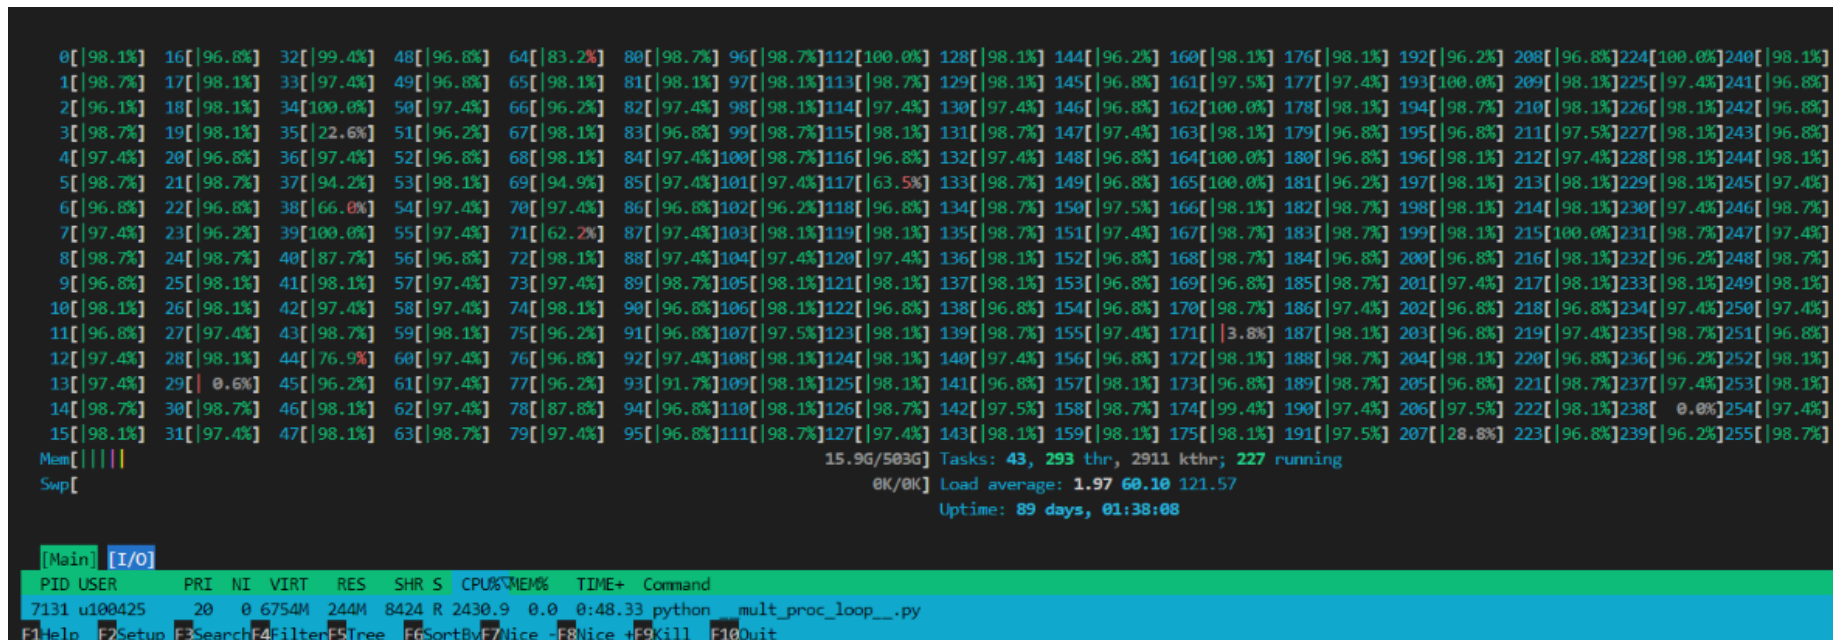 0[|98.1%] 16[|96.8%] 32[|99.4%] 48[|96.8%] 64[|83.2%] 80[|98.7%] 96[|98.7%]112[100.0%] 128[|98.1%] 144[|96.2%] 160[|98.1%] 176[|98.1%] 192[|96.2%] 208[|96.8%]224[100.0%]240[|98.1%]
1[|98.7%] 17[|98.1%] 33[|97.4%] 49[|96.8%] 65[|98.1%] 81[|98.1%] 97[|98.1%]113[|98.7%] 129[|98.1%] 145[|96.8%] 161[|97.5%] 177[|97.4%] 193[100.0%] 209[|98.1%]225[|97.4%]241[|96.8%]
2[|96.1%] 18[|98.1%] 34[100.0%] 50[|97.4%] 66[|96.2%] 82[|97.4%] 98[|98.1%]114[|97.4%] 130[|97.4%] 146[|96.8%] 162[100.0%] 178[|98.1%] 194[|98.7%] 210[|98.1%]226[|98.1%]242[|96.8%]
3[|98.7%] 19[|98.1%] 35[|22.6%] 51[|96.2%] 67[|98.1%] 83[|96.8%] 99[|98.7%]115[|98.1%] 131[|98.7%] 147[|97.4%] 163[|98.1%] 179[|96.8%] 195[|96.8%] 211[|97.5%]227[|98.1%]243[|96.8%]
4[|97.4%] 20[|96.8%] 36[|97.4%] 52[|96.8%] 68[|98.1%] 84[|97.4%]100[|98.7%]116[|96.8%] 132[|97.4%] 148[|96.8%] 164[100.0%] 180[|96.8%] 196[|98.1%] 212[|97.4%]228[|98.1%]244[|98.1%]
5[|98.7%] 21[|98.7%] 37[|94.2%] 53[|98.1%] 69[|94.9%] 85[|97.4%]101[|97.4%]117[|63.5%] 133[|98.7%] 149[|96.8%] 165[100.0%] 181[|96.2%] 197[|98.1%] 213[|98.1%]229[|98.1%]245[|97.4%]
6[|96.8%] 22[|96.8%] 38[|66.0%] 54[|97.4%] 70[|97.4%] 86[|96.8%]102[|96.2%]118[|96.8%] 134[|98.7%] 150[|97.5%] 166[|98.1%] 182[|98.7%] 198[|98.1%] 214[|98.1%]230[|97.4%]246[|98.7%]
7[|97.4%] 23[|96.2%] 39[100.0%] 55[|97.4%] 71[|62.2%] 87[|97.4%]103[|98.1%]119[|98.1%] 135[|98.7%] 151[|97.4%] 167[|98.7%] 183[|98.7%] 199[|98.1%] 215[100.0%]231[|98.7%]247[|97.4%]
8[|98.7%] 24[|98.7%] 40[|87.7%] 56[|96.8%] 72[|98.1%] 88[|97.4%]104[|97.4%]120[|97.4%] 136[|98.1%] 152[|96.8%] 168[|98.7%] 184[|96.8%] 200[|96.8%] 216[|98.1%]232[|96.2%]248[|98.7%]
9[|96.8%] 25[|98.1%] 41[|98.1%] 57[|97.4%] 73[|97.4%] 89[|98.7%]105[|98.1%]121[|98.1%] 137[|98.1%] 153[|96.8%] 169[|96.8%] 185[|98.7%] 201[|97.4%] 217[|98.1%]233[|98.1%]249[|98.1%]
10[|98.1%] 26[|98.1%] 42[|97.4%] 58[|97.4%] 74[|98.1%] 90[|96.8%]106[|98.1%]122[|96.8%] 138[|96.8%] 154[|96.8%] 170[|98.7%] 186[|97.4%] 202[|96.8%] 218[|96.8%]234[|97.4%]250[|97.4%]
11[|96.8%] 27[|97.4%] 43[|98.7%] 59[|98.1%] 75[|96.2%] 91[|96.8%]107[|97.5%]123[|98.1%] 139[|98.7%] 155[|97.4%] 171[||3.8%] 187[|98.1%] 203[|96.8%] 219[|97.4%]235[|98.7%]251[|96.8%]
12[|97.4%] 28[|98.1%] 44[|76.9%] 60[|97.4%] 76[|96.8%] 92[|97.4%]108[|98.1%]124[|98.1%] 140[|97.4%] 156[|96.8%] 172[|98.1%] 188[|98.7%] 204[|98.1%] 220[|96.8%]236[|96.2%]252[|98.1%]
13[|97.4%] 29[| 0.6%] 45[|96.2%] 61[|97.4%] 77[|96.2%] 93[|91.7%]109[|98.1%]125[|98.1%] 141[|96.8%] 157[|98.1%] 173[|96.8%] 189[|98.7%] 205[|96.8%] 221[|98.7%]237[|97.4%]253[|98.1%]
14[|98.7%] 30[|98.7%] 46[|98.1%] 62[|97.4%] 78[|87.8%] 94[|96.8%]110[|98.1%]126[|98.7%] 142[|97.5%] 158[|98.7%] 174[|99.4%] 190[|97.4%] 206[|97.5%] 222[|98.1%]238[ 0.0%]254[|97.4%]
15[|98.1%] 31[|97.4%] 47[|98.1%] 63[|98.7%] 79[|97.4%] 95[|96.8%]111[|98.7%]127[|97.4%] 143[|98.1%] 159[|98.1%] 175[|98.1%] 191[|97.5%] 207[|28.8%] 223[|96.8%]239[|96.2%]255[|98.7%]
Mem[||||| 15.9G/503G] Tasks: 43, 293 thr, 2911 kthr; 227 running
Swp[ 0K/0K] Load average: 1.97 60.10 121.57
Uptime: 89 days, 01:38:08
[Main] [I/O]
PID USER PRI NI VIRT RES SHR S CPU%▽MEM% TIME+ Command
7131 u100425 20 0 6754M 244M 8424 R 2430.9 0.0 0:48.33 python __mult_proc_loop__.py
F1Help F2Setup F3SearchF4FilterF5Tree F6SortByF7Nice -F8Nice +F9Kill F10Quit